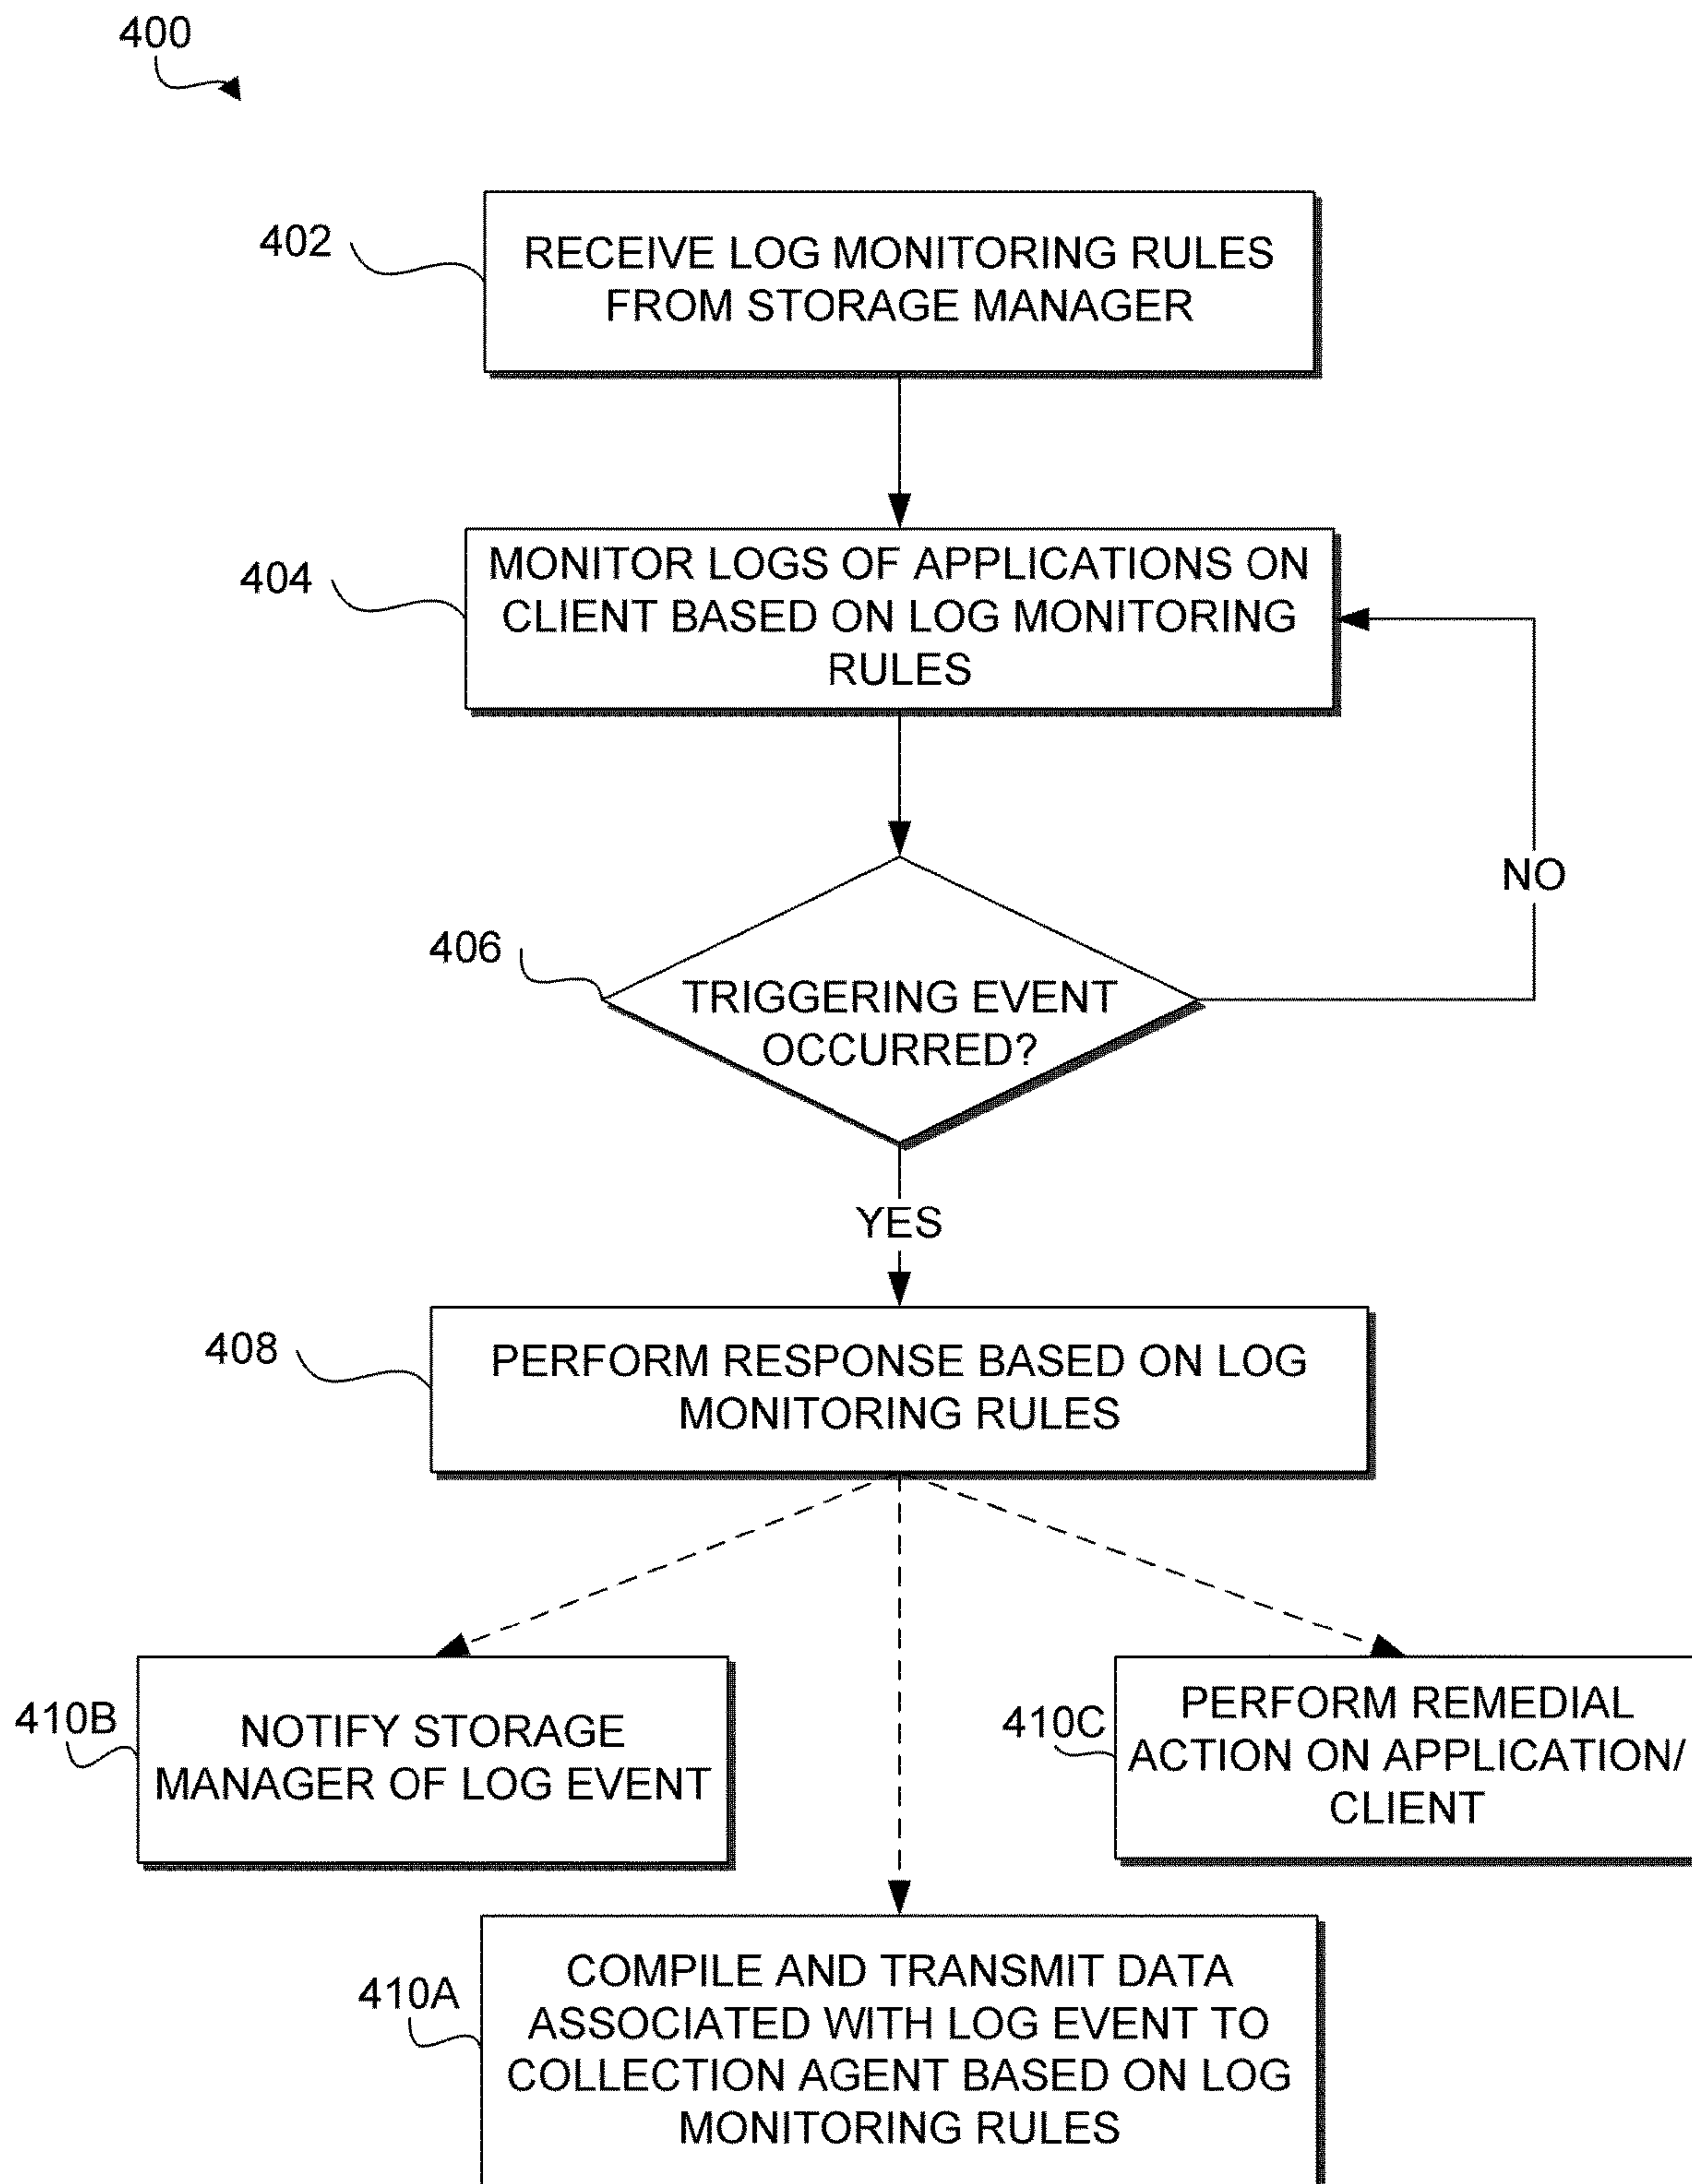 400
402
RECEIVE LOG MONITORING RULES
FROM STORAGE MANAGER
404
MONITOR LOGS OF APPLICATIONS ON
CLIENT BASED ON LOG MONITORING
RULES
406
TRIGGERING EVENT
OCCURRED?
NO
YES
408
PERFORM RESPONSE BASED ON LOG
MONITORING RULES
410B
NOTIFY STORAGE
MANAGER OF LOG EVENT
410C
PERFORM REMEDIAL
ACTION ON APPLICATION/
CLIENT
410A
COMPILE AND TRANSMIT DATA
ASSOCIATED WITH LOG EVENT TO
COLLECTION AGENT BASED ON LOG
MONITORING RULES